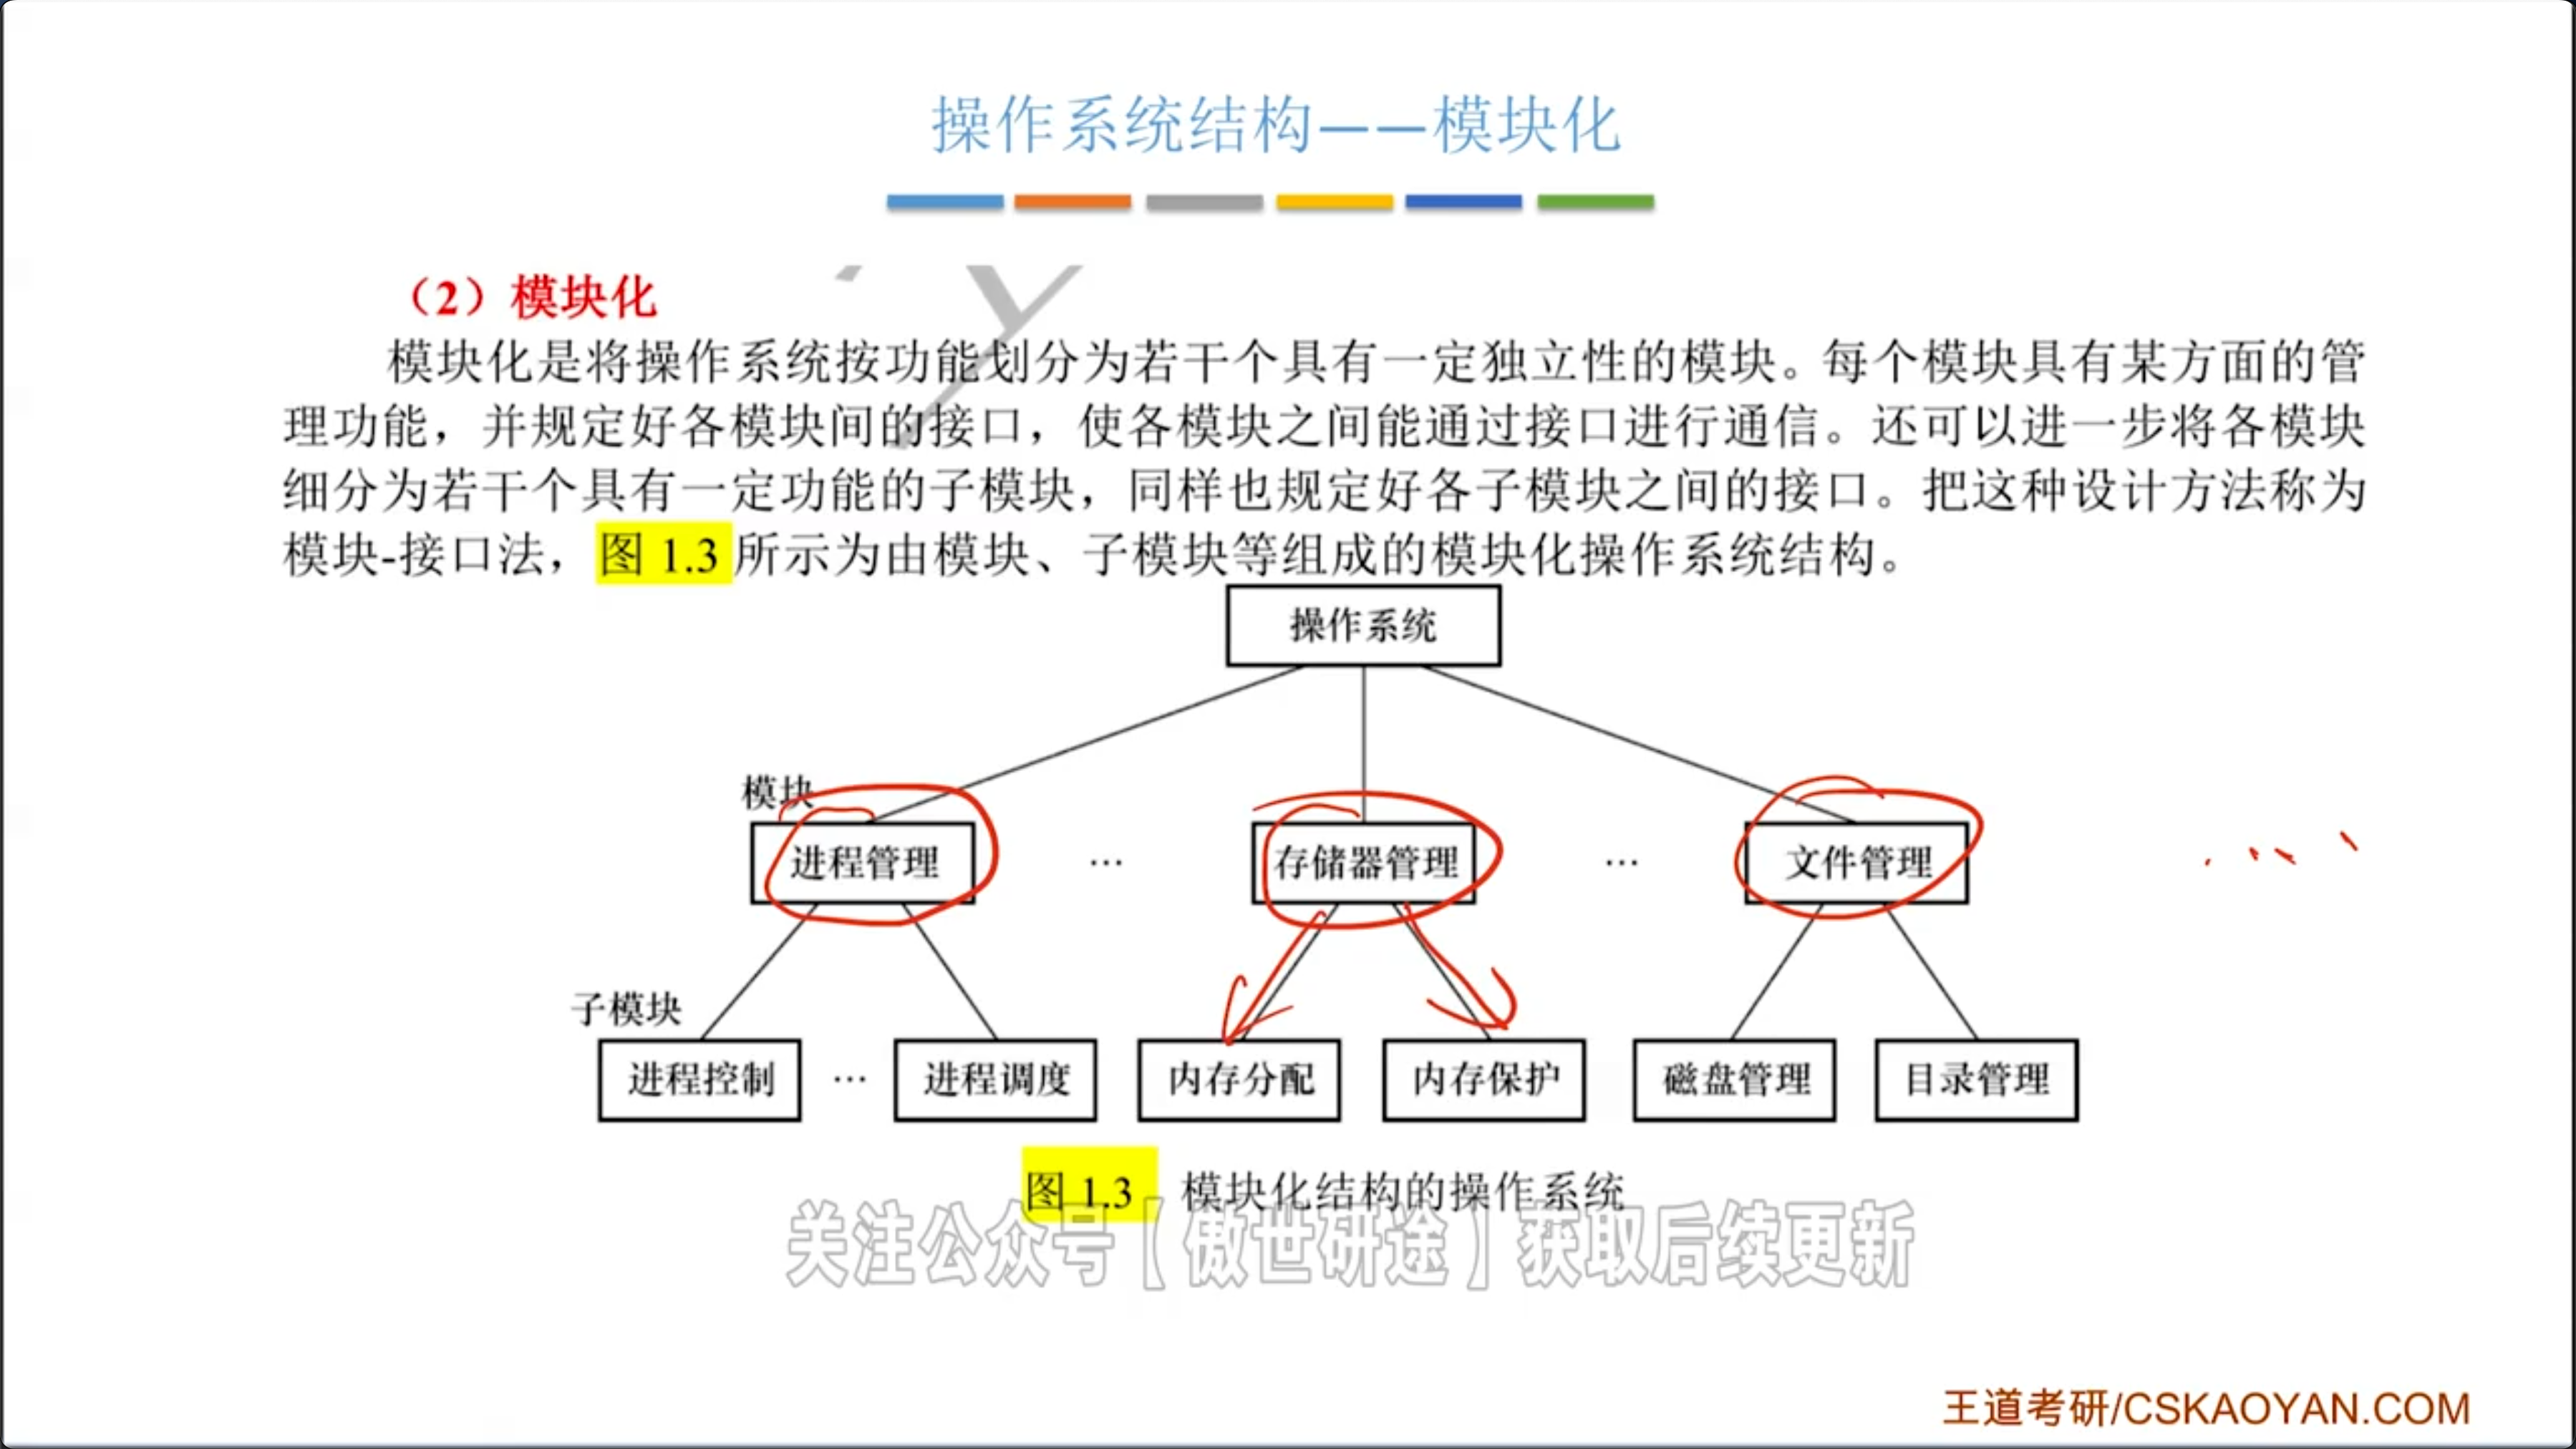 操作系统结构——模块化
（2）模块化
模块化是将操作系统按功能划分为若干个具有一定独立性的模块。每个模块具有某方面的管
理功能，并规定好各模块间的接口，使各模块之间能通过接口进行通信。还可以进一步将各模块
细分为若干个具有一定功能的子模块，同样也规定好各子模块之间的接口。把这种设计方法称为
模块-接口法，图 1.3 所示为由模块、子模块等组成的模块化操作系统结构。
操作系统
模块
进程管理 … 存储器管理 … 文件管理
子模块
进程控制 … 进程调度 内存分配 内存保护 磁盘管理 目录管理
图 1.3 模块化结构的操作系统
关注公众号【傲世研途】获取后续更新
王道考研/CSKAOYAN.COM